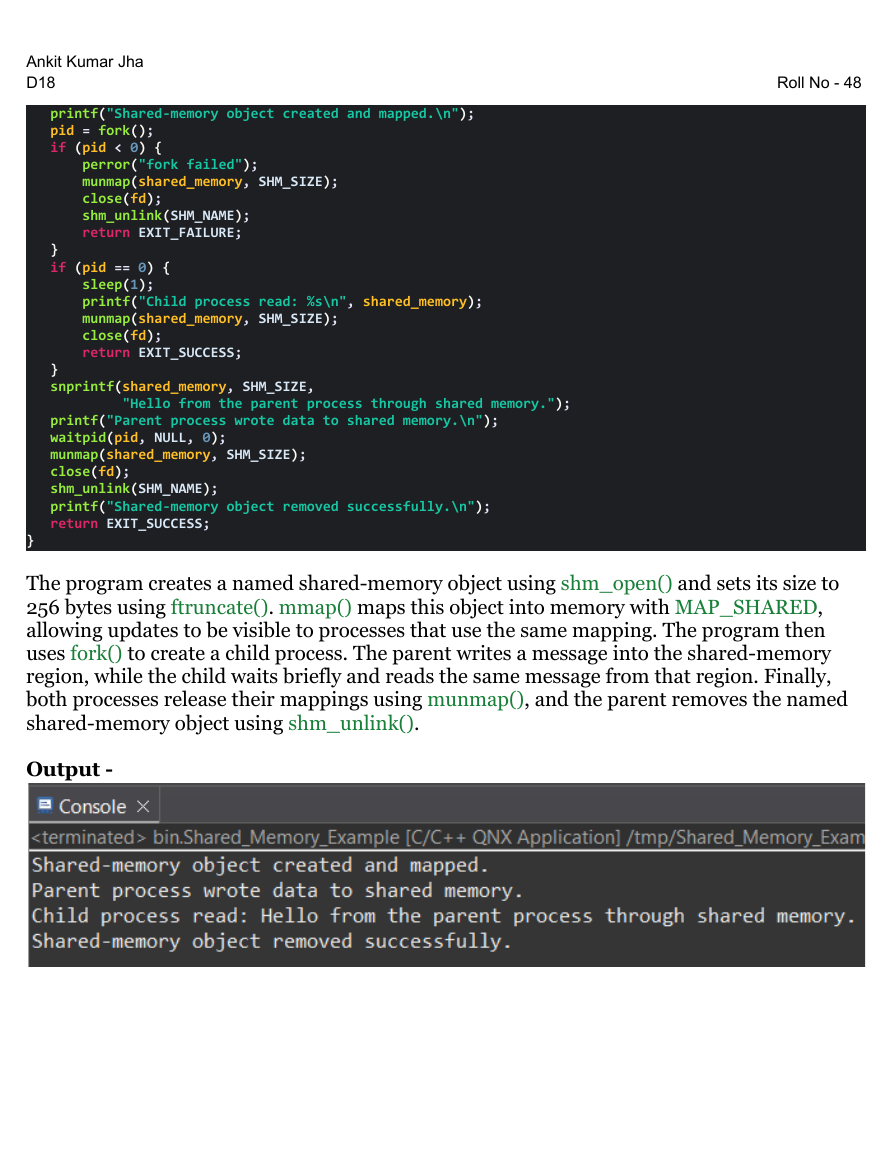 Ankit Kumar Jha
D18
Roll No - 48
printf("Shared-memory object created and mapped.\n");
pid = fork();
if (pid < 0) {
perror("fork failed");
munmap(shared_memory, SHM_SIZE);
close(fd);
shm_unlink(SHM_NAME);
return EXIT_FAILURE;
}
if (pid == 0) {
sleep(1);
printf("Child process read: %s\n", shared_memory);
munmap(shared_memory, SHM_SIZE);
close(fd);
return EXIT_SUCCESS;
}
snprintf(shared_memory, SHM_SIZE,
"Hello from the parent process through shared memory.");
printf("Parent process wrote data to shared memory.\n");
waitpid(pid, NULL, 0);
munmap(shared_memory, SHM_SIZE);
close(fd);
shm_unlink(SHM_NAME);
printf("Shared-memory object removed successfully.\n");
return EXIT_SUCCESS;
}
The program creates a named shared-memory object using shm_open() and sets its size to
256 bytes using ftruncate(). mmap() maps this object into memory with MAP_SHARED,
allowing updates to be visible to processes that use the same mapping. The program then
uses fork() to create a child process. The parent writes a message into the shared-memory
region, while the child waits briefly and reads the same message from that region. Finally,
both processes release their mappings using munmap(), and the parent removes the named
shared-memory object using shm_unlink().
Output -
Console
<terminated> bin.Shared_Memory_Example [C/C++ QNX Application] /tmp/Shared_Memory_Exam
Shared-memory object created and mapped.
Parent process wrote data to shared memory.
Child process read: Hello from the parent process through shared memory.
Shared-memory object removed successfully.